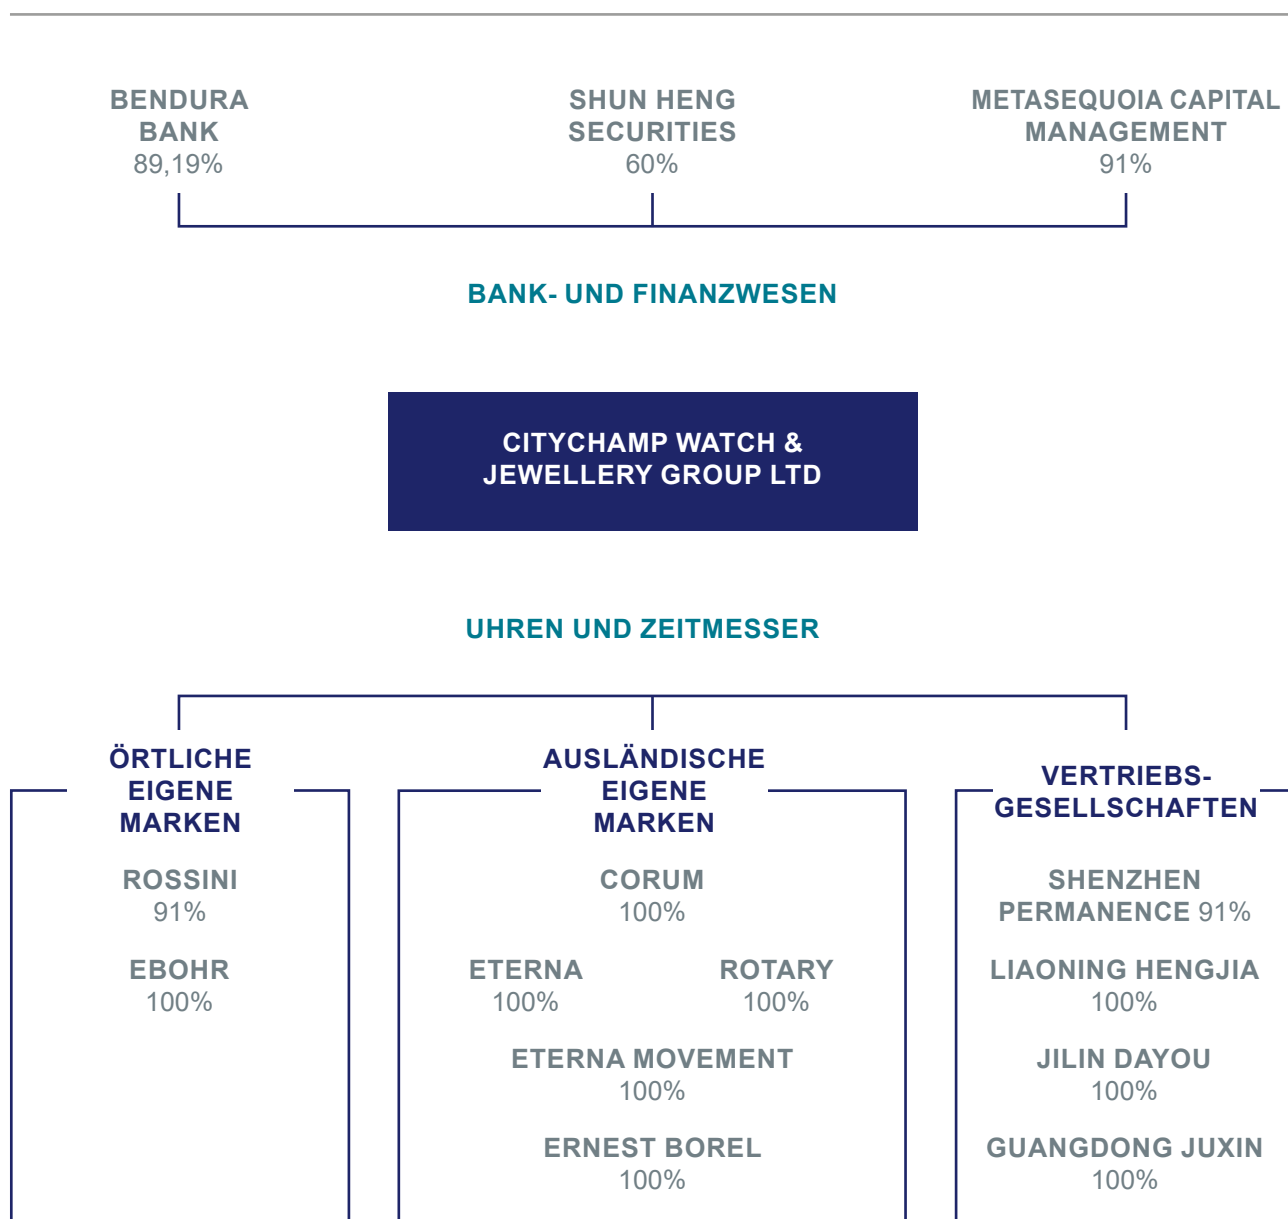 BENDURA
BANK
89,19%
SHUN HENG
SECURITIES
60%
METASEQUOIA CAPITAL
MANAGEMENT
91%
BANK- UND FINANZWESEN
CITYCHAMP WATCH &
JEWELLERY GROUP LTD
UHREN UND ZEITMESSER
ÖRTLICHE
EIGENE
MARKEN
ROSSINI
91%
EBOHR
100%
AUSLÄNDISCHE
EIGENE
MARKEN
CORUM
100%
ETERNA
100%
ROTARY
100%
ETERNA MOVEMENT
100%
ERNEST BOREL
100%
VERTRIEBS-
GESELLSCHAFTEN
SHENZHEN
PERMANENCE 91%
LIAONING HENGJIA
100%
JILIN DAYOU
100%
GUANGDONG JUXIN
100%